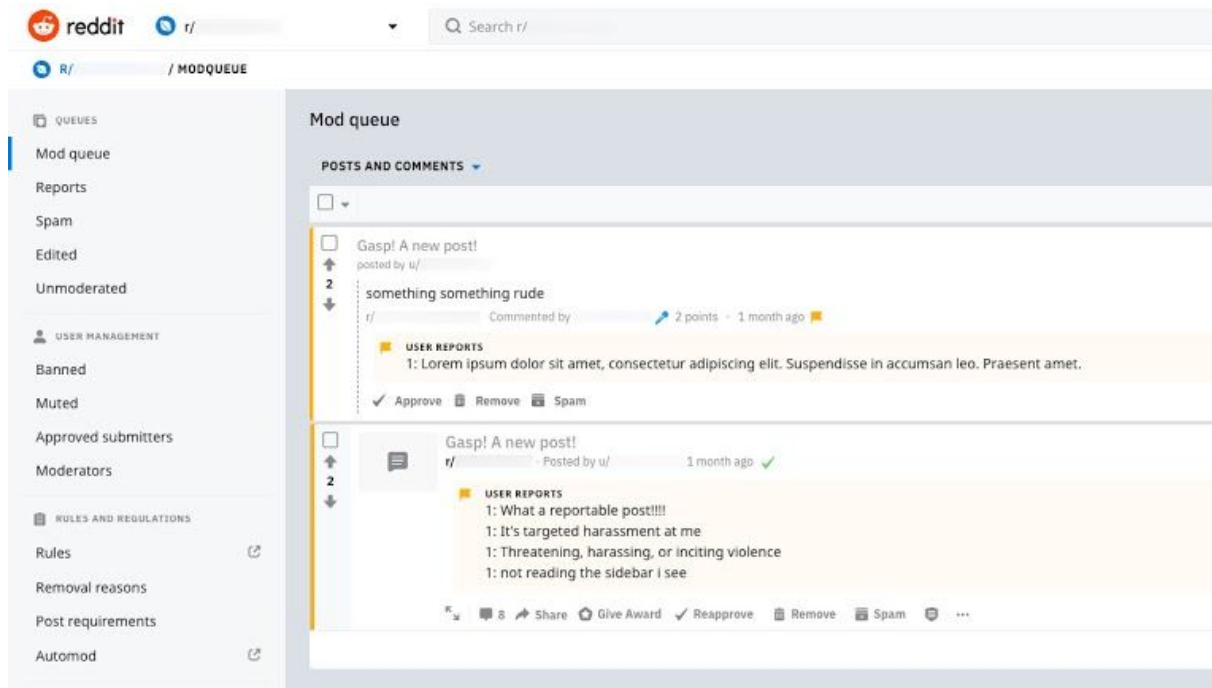 reddit r/ Search r/
R/ / MODQUEUE
QUEUES
Mod queue
Reports
Spam
Edited
Unmoderated
USER MANAGEMENT
Banned
Muted
Approved submitters
Moderators
RULES AND REGULATIONS
Rules
Removal reasons
Post requirements
Automod
Mod queue
POSTS AND COMMENTS
Gasp! A new post!
posted by u/
2
something something rude
r/ Commented by 2 points · 1 month ago
USER REPORTS
1: Lorem ipsum dolor sit amet, consectetur adipiscing elit. Suspendisse in accumsan leo. Praesent amet.
Approve Remove Spam
Gasp! A new post!
r/ · Posted by u/ 1 month ago
2
USER REPORTS
1: What a reportable post!!!!
1: It's targeted harassment at me
1: Threatening, harassing, or inciting violence
1: not reading the sidebar i see
8 Share Give Award Reapprove Remove Spam ···